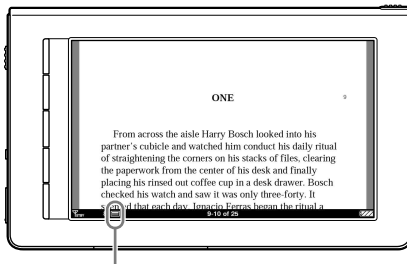 ONE
9
From across the aisle Harry Bosch looked into his
partner's cubicle and watched him conduct his daily ritual
of straightening the corners on his stacks of files, clearing
the paperwork from the center of his desk and finally
placing his rinsed out coffee cup in a desk drawer. Bosch
checked his watch and saw it was only three-forty. It
seemed that each day, Ignacio Ferras began the ritual a
9-10 of 25